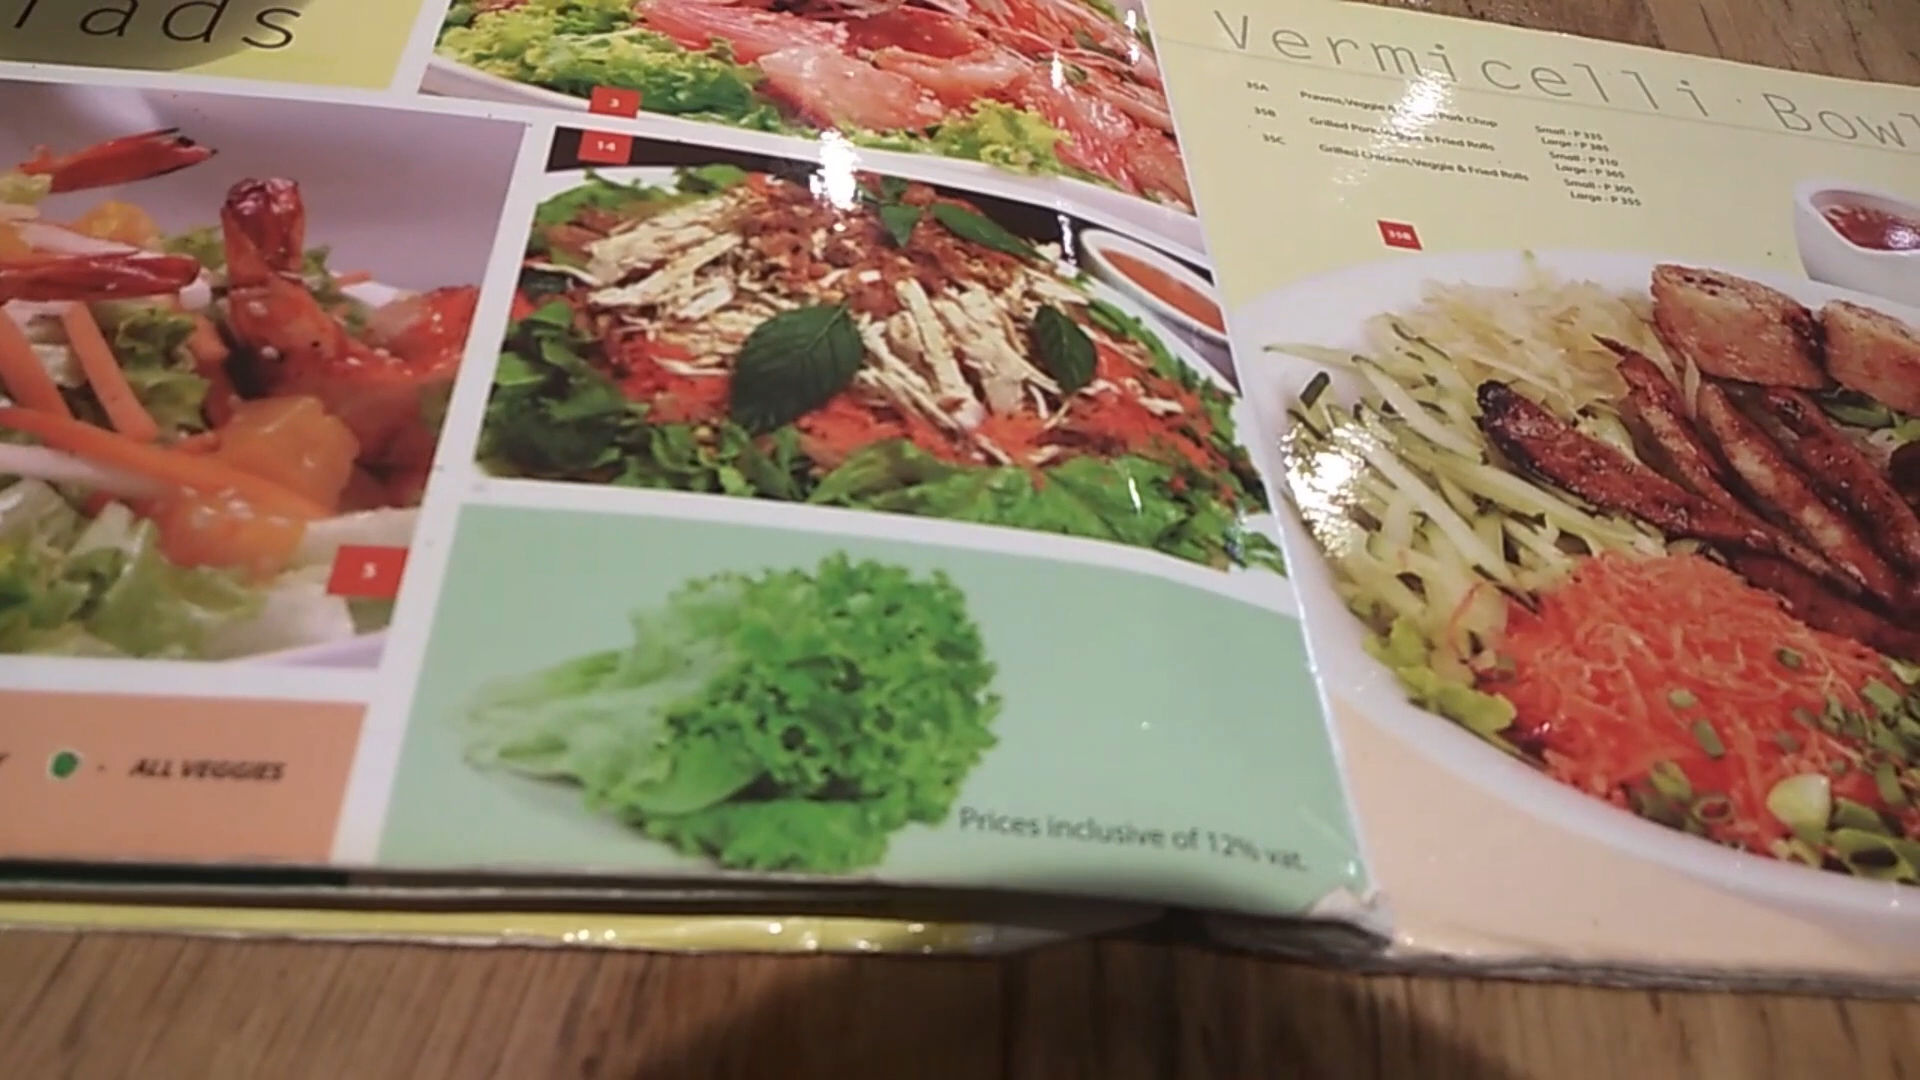 ads
3
14
5
ALL VEGGIES
Prices inclusive of 12% vat.
Vermicelli Bowl
35A Prawns,Veggie Pork Chop Small - P 335
Large - P 385
35B Grilled Pork,Veggie & Fried Rolls Small - P 310
Large - P 365
35C Grilled Chicken,Veggie & Fried Rolls Small - P 305
Large - P 355
35B